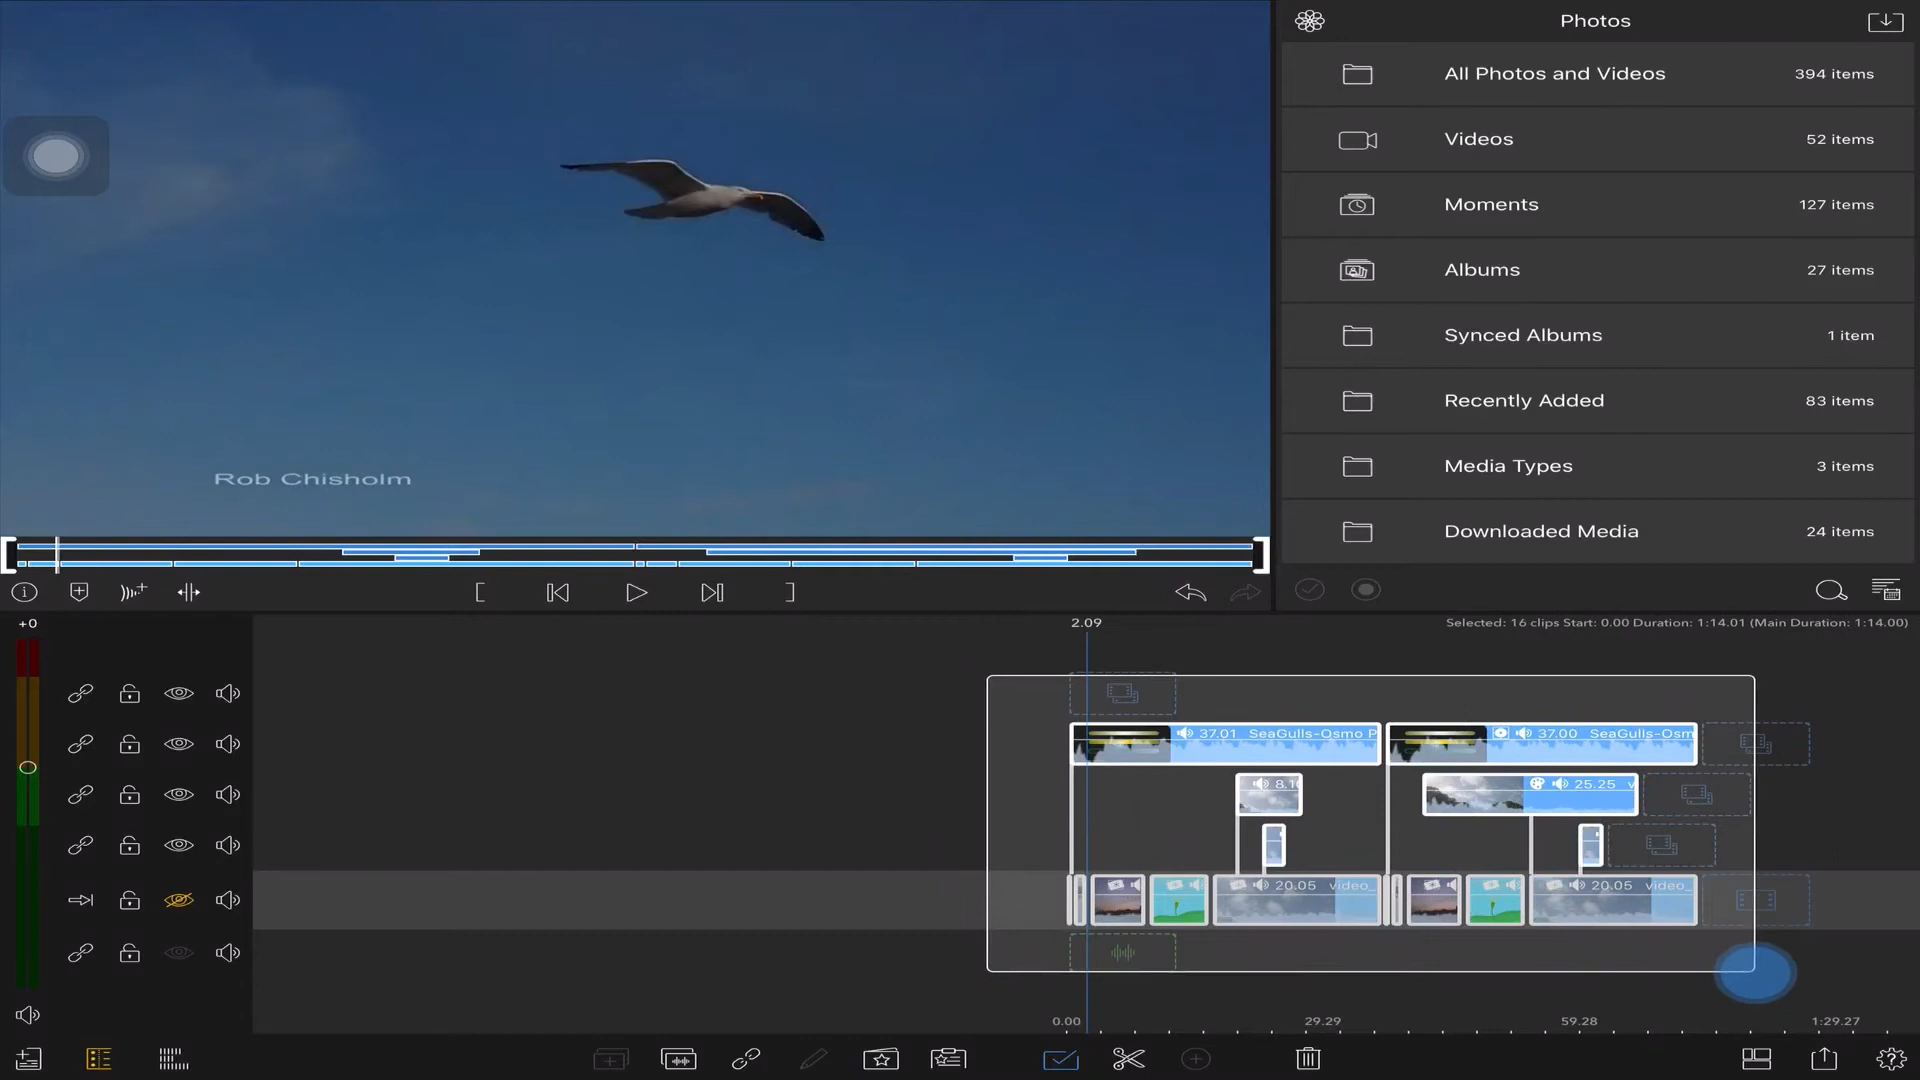 Photos
All Photos and Videos 394 items
Videos 52 items
Moments 127 items
Albums 27 items
Synced Albums 1 item
Recently Added 83 items
Media Types 3 items
Downloaded Media 24 items
Rob Chisholm
+0
2.09
Selected: 16 clips Start: 0.00 Duration: 1:14.01 (Main Duration: 1:14.00)
37.01 SeaGulls-Osmo P
37.00 SeaGulls-Osm
8.1
25.25 v
20.05 video_
20.05 video_
0.00 29.29 59.28 1:29.27